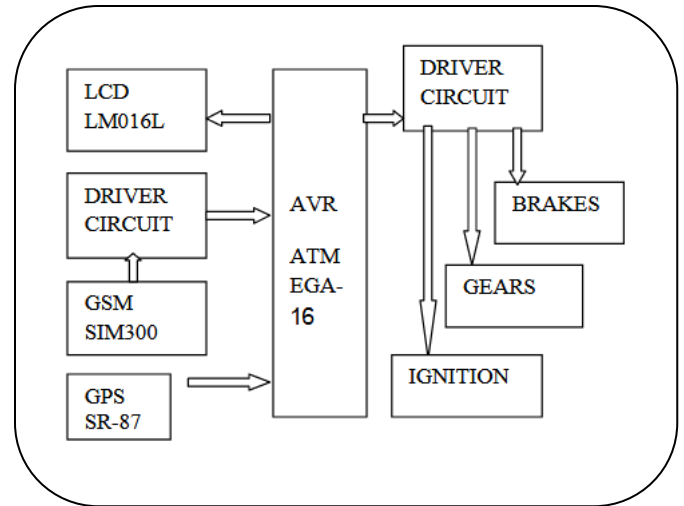 LCD
LM016L
DRIVER
CIRCUIT
GSM
SIM300
GPS
SR-87
AVR
ATM
EGA-
16
DRIVER
CIRCUIT
BRAKES
GEARS
IGNITION